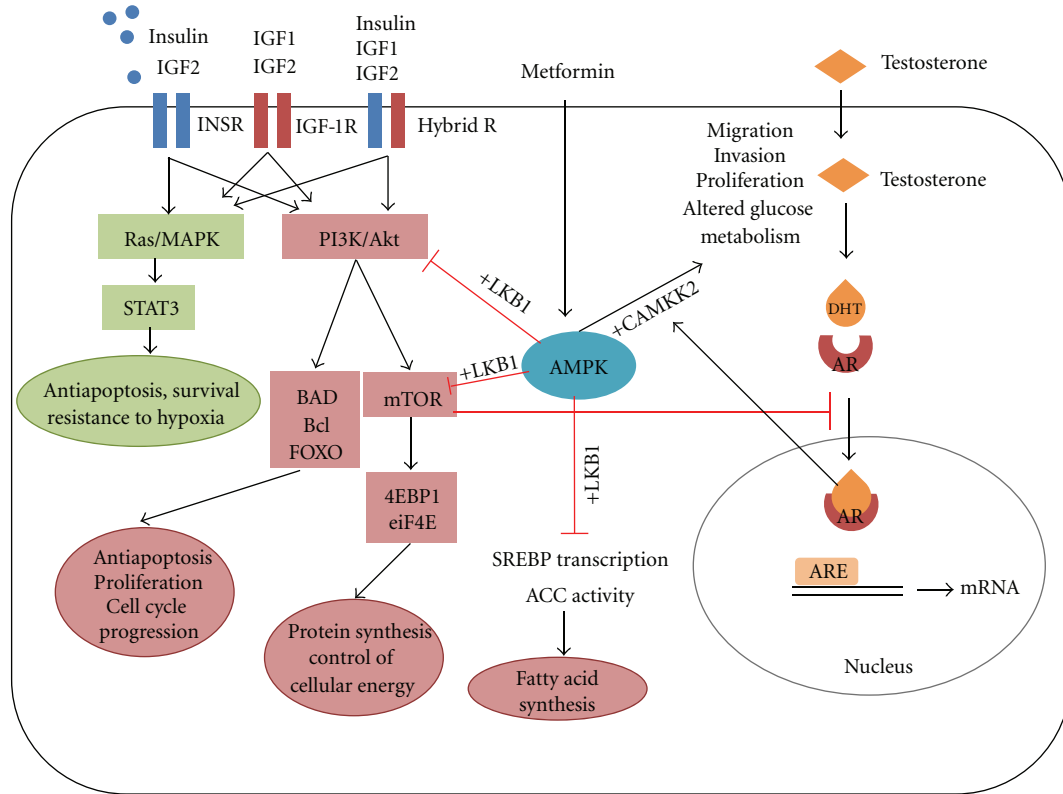 Insulin
IGF2
IGF1
IGF2
Insulin
IGF1
IGF2
Metformin
Testosterone
INSR
IGF-1R
Hybrid R
Migration
Invasion
Proliferation
Altered glucose
metabolism
Testosterone
Ras/MAPK
PI3K/Akt
STAT3
+LKB1
+CAMKK2
DHT
AR
Antiapoptosis, survival
resistance to hypoxia
BAD
Bcl
FOXO
mTOR
+LKB1
AMPK
+LKB1
4EBP1
eiF4E
AR
Antiapoptosis
Proliferation
Cell cycle
progression
Protein synthesis
control of
cellular energy
SREBP transcription
ACC activity
Fatty acid
synthesis
ARE
mRNA
Nucleus